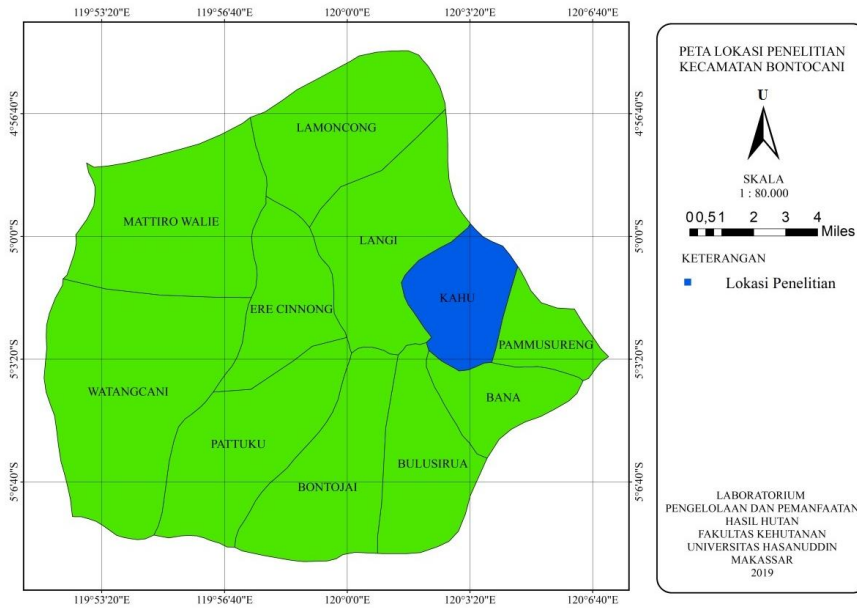 119°53'20"E 119°56'40"E 120°0'0"E 120°3'20"E 120°6'40"E
4°56'40"S 4°56'40"S
5°0'0"S 5°0'0"S
5°3'20"S 5°3'20"S
5°6'40"S 5°6'40"S
LAMONCONG
MATTIRO WALIE
LANGI
KAHU
ERE CINNONG
PAMMUSURENG
WATANGCANI
BANA
PATTUKU
BULUSIRUA
BONTOJAI
119°53'20"E 119°56'40"E 120°0'0"E 120°3'20"E 120°6'40"E
PETA LOKASI PENELITIAN
KECAMATAN BONTOCANI
U
SKALA
1 : 80.000
0 0,5 1 2 3 4
Miles
KETERANGAN
Lokasi Penelitian
LABORATORIUM
PENGELOLAAN DAN PEMANFAATAN
HASIL HUTAN
FAKULTAS KEHUTANAN
UNIVERSITAS HASANUDDIN
MAKASSAR
2019